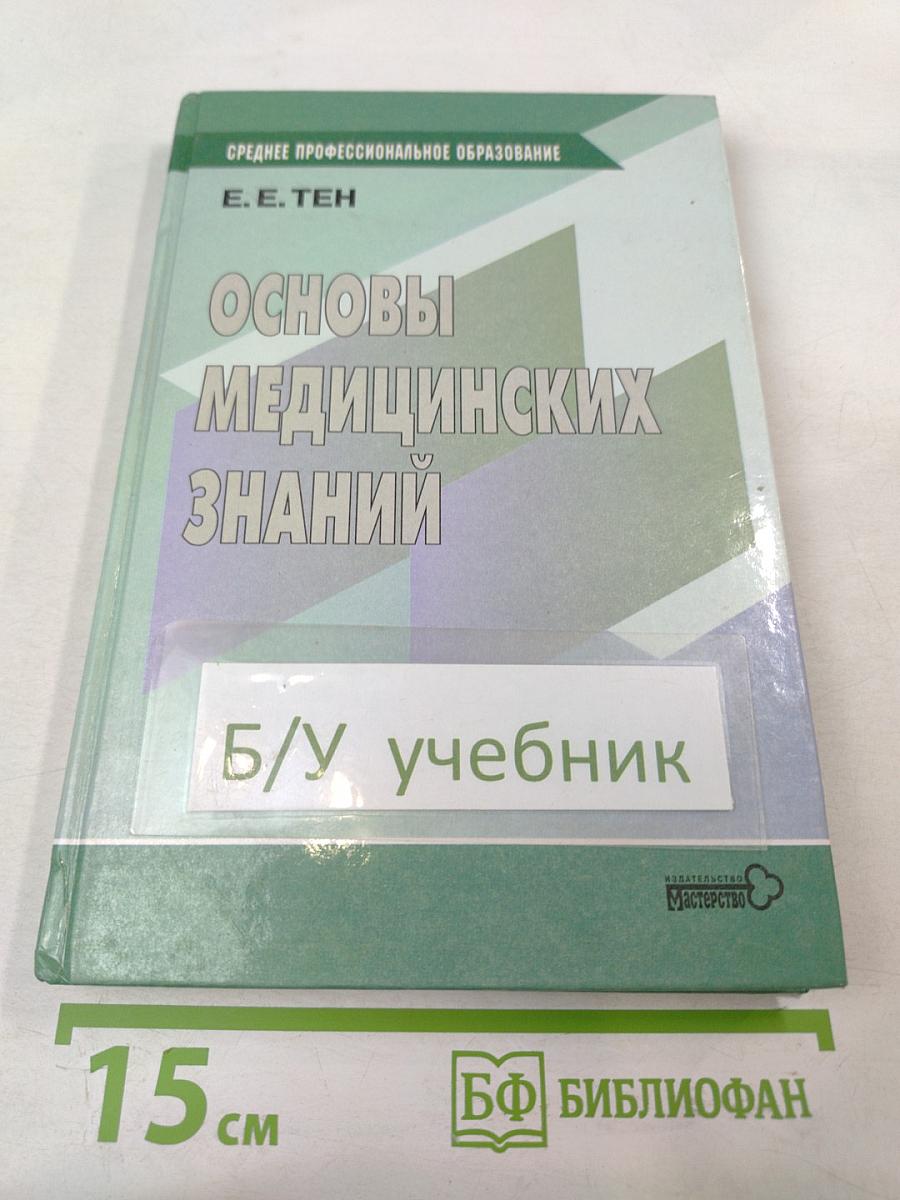 СРЕДНЕЕ ПРОФЕССИОНАЛЬНОЕ ОБРАЗОВАНИЕ
Е. Е. ТЕН
ОСНОВЫ
МЕДИЦИНСКИХ
ЗНАНИЙ
Б/У учебник
ИЗДАТЕЛЬСТВО
Мастерство
15 см
БФ БИБЛИОФАН